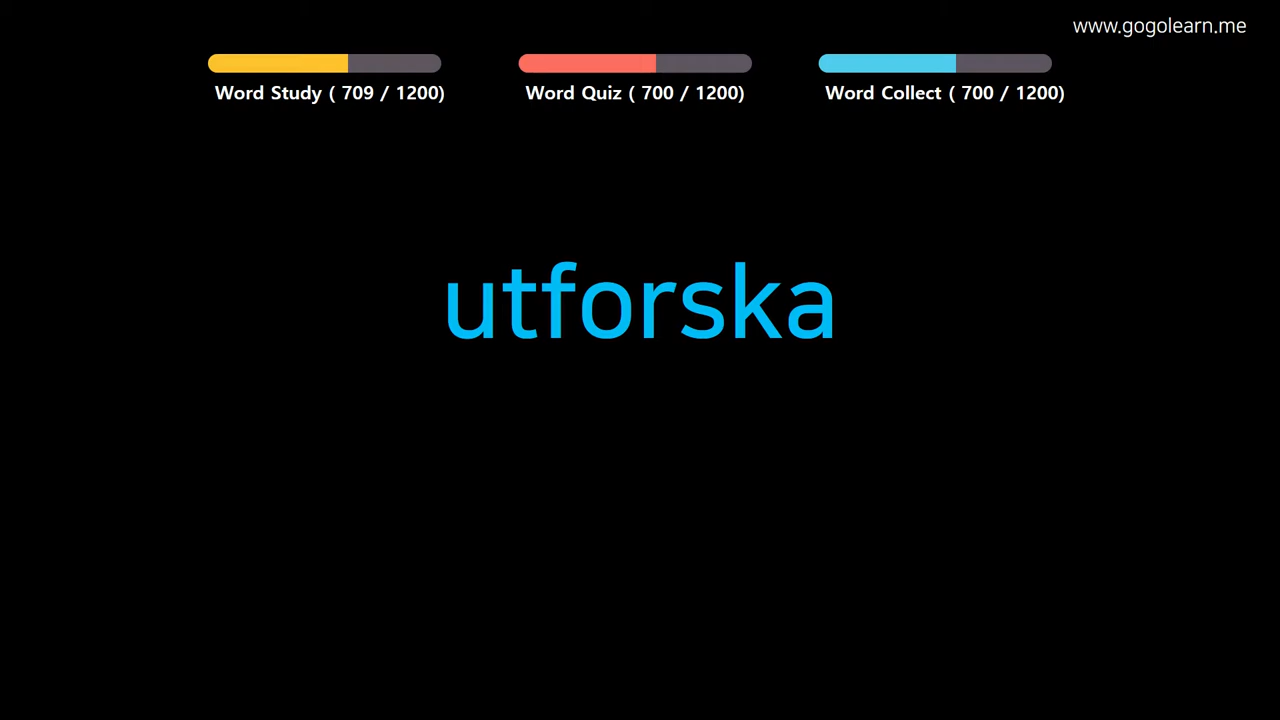 www.gogolearn.me
Word Study ( 709 / 1200)
Word Quiz ( 700 / 1200)
Word Collect ( 700 / 1200)
utforska